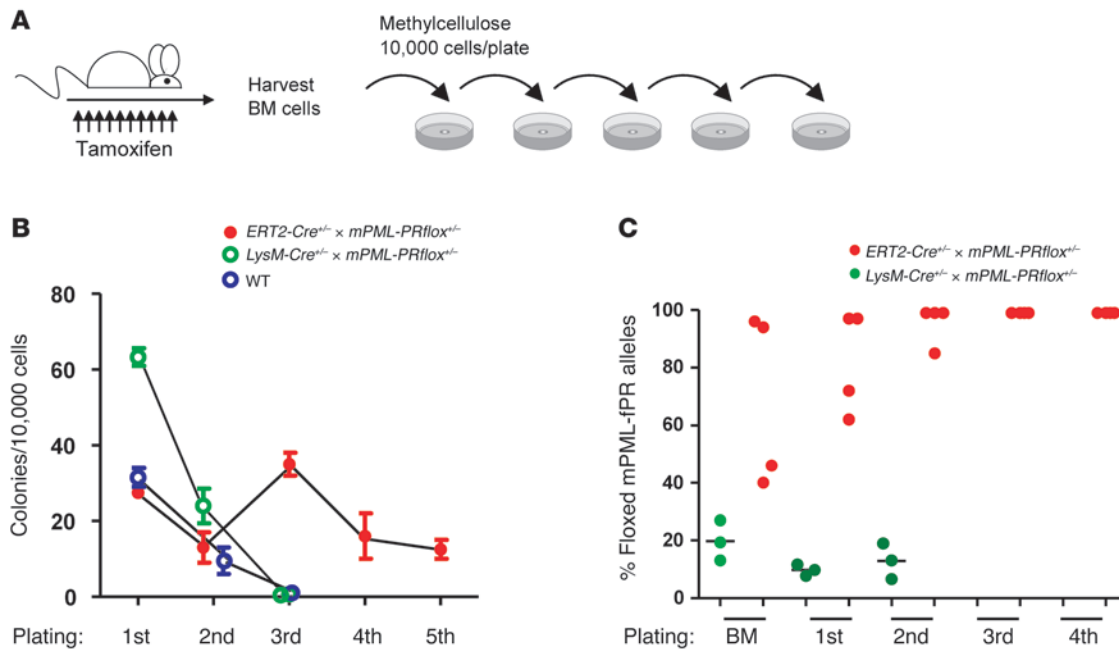 A
Methylcellulose
10,000 cells/plate
Harvest
BM cells
Tamoxifen
B
ERT2-Cre+/– × mPML-PRflox+/–
LysM-Cre+/– × mPML-PRflox+/–
WT
Colonies/10,000 cells
80
60
40
20
0
Plating: 1st 2nd 3rd 4th 5th
C
ERT2-Cre+/– × mPML-PRflox+/–
LysM-Cre+/– × mPML-PRflox+/–
% Floxed mPML-fPR alleles
100
80
60
40
20
0
Plating: BM 1st 2nd 3rd 4th